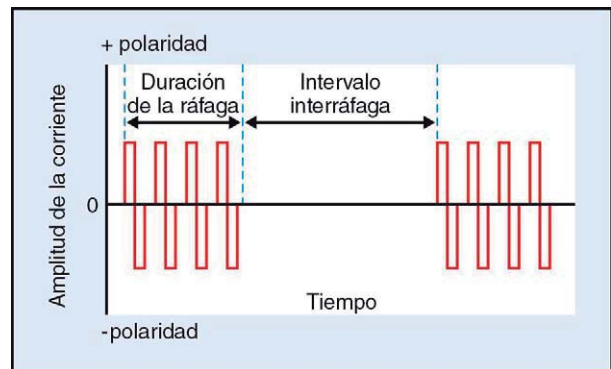 + polaridad
Duración
de la ráfaga
Intervalo
interráfaga
Amplitud de la corriente
0
Tiempo
-polaridad